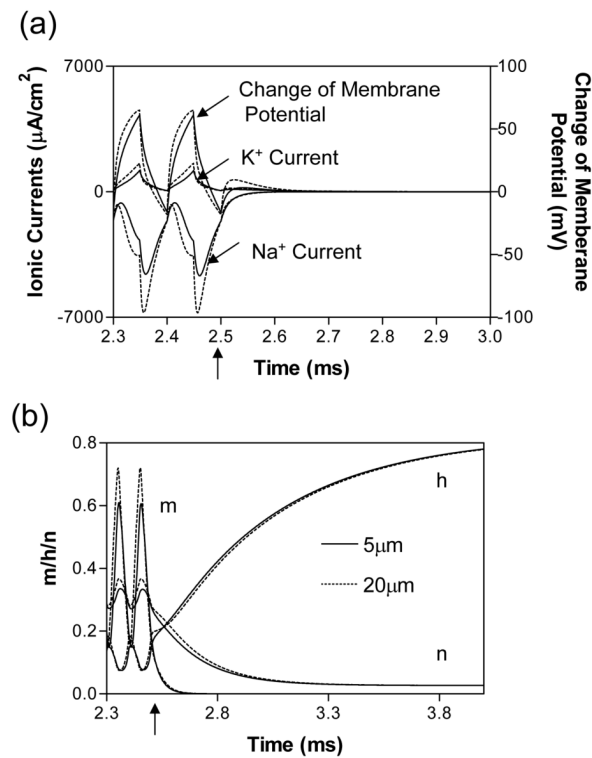 (a)
7000
0
-7000
Ionic Currents (μA/cm²)
100
50
0
-50
-100
Change of Memberane
Potential (mV)
Change of Membrane
Potential
K⁺ Current
Na⁺ Current
2.3 2.4 2.5 2.6 2.7 2.8 2.9 3.0
Time (ms)
(b)
0.8
0.6
0.4
0.2
0.0
m/h/n
m
h
n
5μm
20μm
2.3 2.8 3.3 3.8
Time (ms)